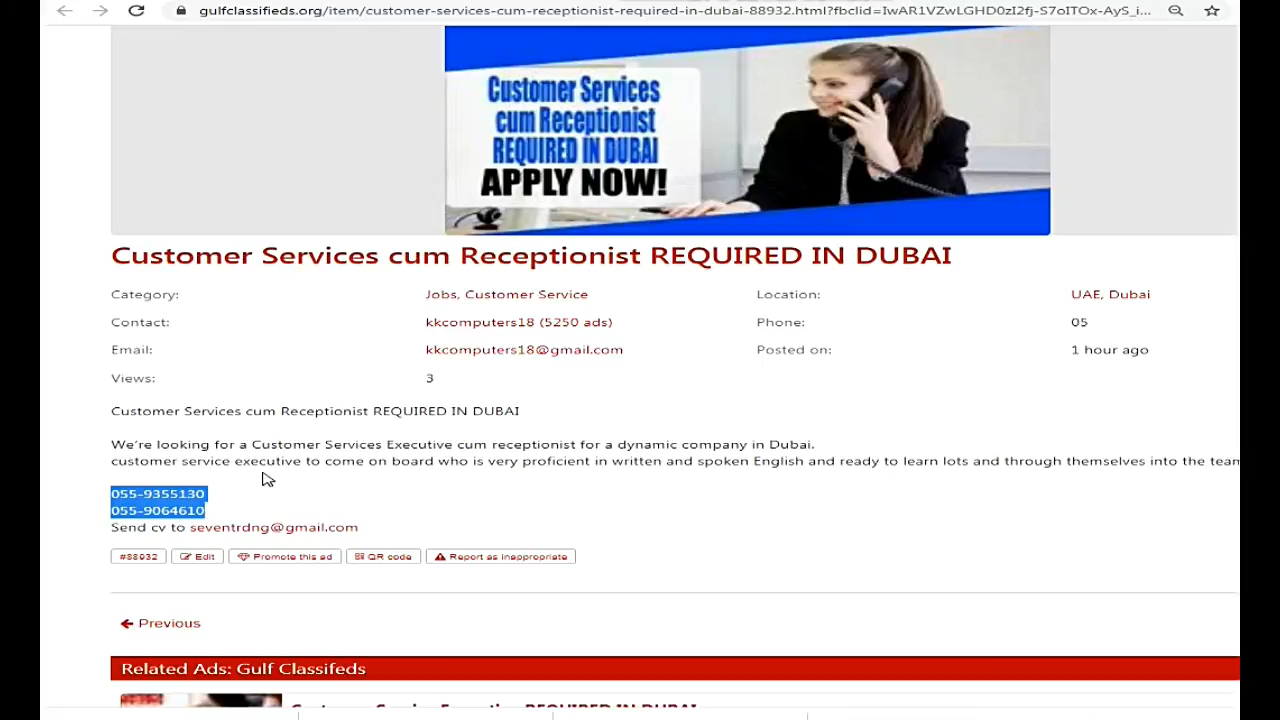 gulfclassifieds.org/item/customer-services-cum-receptionist-required-in-dubai-88932.html?fbclid=IwAR1VZwLGHD0zI2fj-S7oITOx-AyS_i...
Customer Services
cum Receptionist
REQUIRED IN DUBAI
APPLY NOW!
Customer Services cum Receptionist REQUIRED IN DUBAI
Category: Jobs, Customer Service Location: UAE, Dubai
Contact: kkcomputers18 (5250 ads) Phone: 05
Email: kkcomputers18@gmail.com Posted on: 1 hour ago
Views: 3
Customer Services cum Receptionist REQUIRED IN DUBAI
We're looking for a Customer Services Executive cum receptionist for a dynamic company in Dubai.
customer service executive to come on board who is very proficient in written and spoken English and ready to learn lots and through themselves into the team
055-9355130
055-9064610
Send cv to seventrdng@gmail.com
#88932 Edit Promote this ad QR code Report as inappropriate
Previous
Related Ads: Gulf Classifeds
Customer Service Executive REQUIRED IN DUBAI